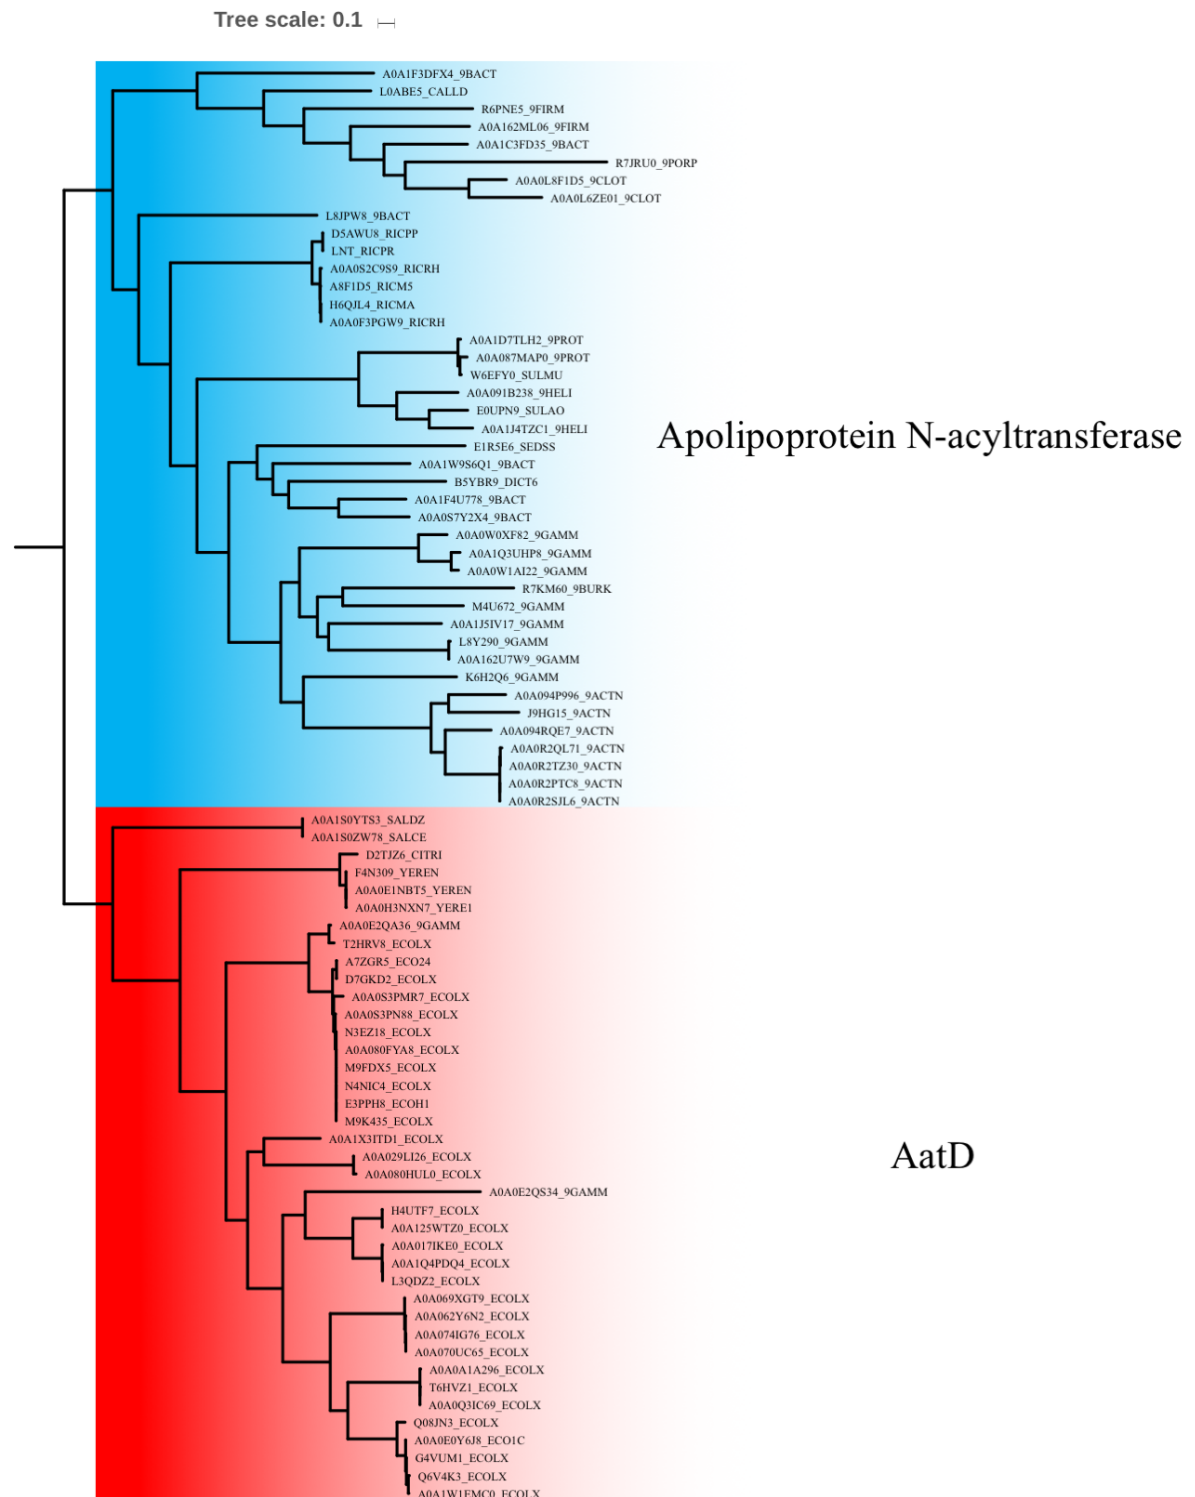 Tree scale: 0.1
A0A1F3DFX4_9BACT
L0ABE5_CALLD
R6PNE5_9FIRM
A0A162ML06_9FIRM
A0A1C3FD35_9BACT
R7JRU0_9PORP
A0A0L8F1D5_9CLOT
A0A0L6ZE01_9CLOT
L8JPW8_9BACT
D5AWU8_RICPP
LNT_RICPR
A0A0S2C9S9_RICRH
A8F1D5_RICM5
H6QJL4_RICMA
A0A0F3PGW9_RICRH
A0A1D7TLH2_9PROT
A0A087MAP0_9PROT
W6EFY0_SULMU
A0A091B238_9HELI
E0UPN9_SULAO
A0A1J4TZC1_9HELI
Apolipoprotein N-acyltransferase
E1R5E6_SEDSS
A0A1W9S6Q1_9BACT
B5YBR9_DICT6
A0A1F4U778_9BACT
A0A0S7Y2X4_9BACT
A0A0W0XF82_9GAMM
A0A1Q3UHP8_9GAMM
A0A0W1AI22_9GAMM
R7KM60_9BURK
M4U672_9GAMM
A0A1J5IV17_9GAMM
L8Y290_9GAMM
A0A162U7W9_9GAMM
K6H2Q6_9GAMM
A0A094P996_9ACTN
J9HG15_9ACTN
A0A094RQE7_9ACTN
A0A0R2QL71_9ACTN
A0A0R2TZ30_9ACTN
A0A0R2PTC8_9ACTN
A0A0R2SJL6_9ACTN
A0A1S0YTS3_SALDZ
A0A1S0ZW78_SALCE
D2TJZ6_CITRI
F4N309_YEREN
A0A0E1NBT5_YEREN
A0A0H3NXN7_YERE1
A0A0E2QA36_9GAMM
T2HRV8_ECOLX
A7ZGR5_ECO24
D7GKD2_ECOLX
A0A0S3PMR7_ECOLX
A0A0S3PN88_ECOLX
N3EZ18_ECOLX
A0A080FYA8_ECOLX
M9FDX5_ECOLX
N4NIC4_ECOLX
E3PPH8_ECOH1
M9K435_ECOLX
A0A1X3ITD1_ECOLX
AatD
A0A029LI26_ECOLX
A0A080HUL0_ECOLX
A0A0E2QS34_9GAMM
H4UTF7_ECOLX
A0A125WTZ0_ECOLX
A0A017IKE0_ECOLX
A0A1Q4PDQ4_ECOLX
L3QDZ2_ECOLX
A0A069XGT9_ECOLX
A0A062Y6N2_ECOLX
A0A074IG76_ECOLX
A0A070UC65_ECOLX
A0A0A1A296_ECOLX
T6HVZ1_ECOLX
A0A0Q3IC69_ECOLX
Q08JN3_ECOLX
A0A0E0Y6J8_ECO1C
G4VUM1_ECOLX
Q6V4K3_ECOLX
A0A1W1EMC0_ECOLX